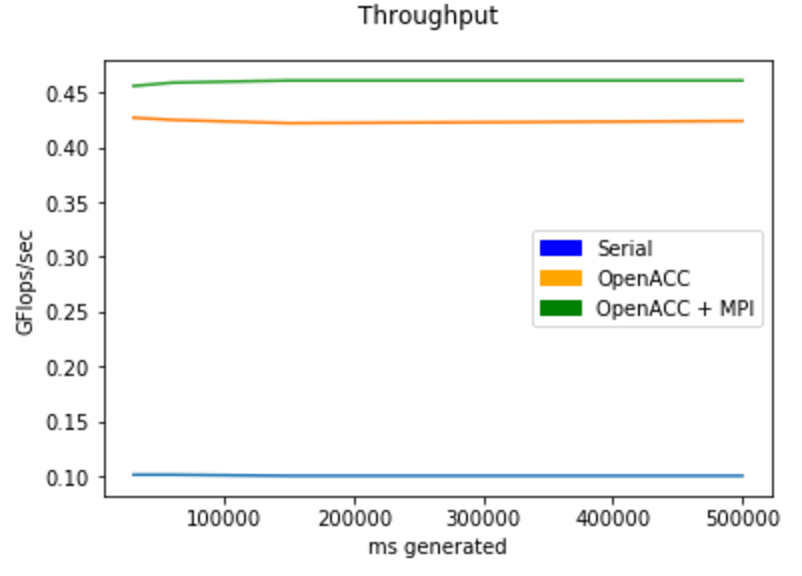 Throughput
GFlops/sec
0.45
0.40
0.35
0.30
0.25
0.20
0.15
0.10
Serial
OpenACC
OpenACC + MPI
100000 200000 300000 400000 500000
ms generated